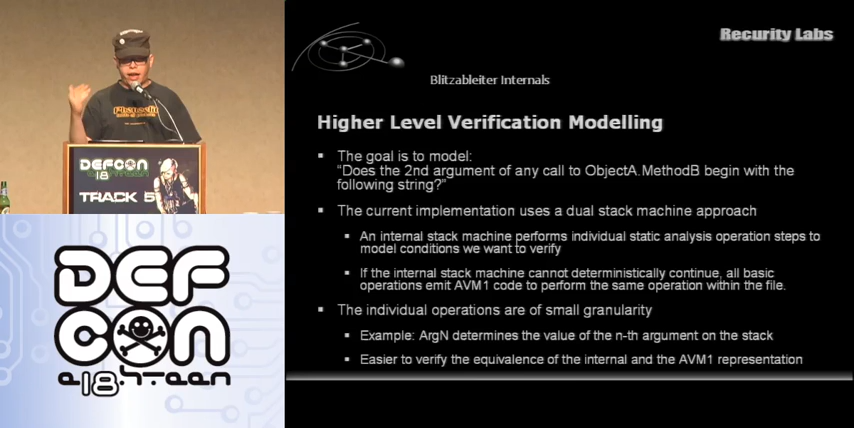 DEFCON
18
TRACK 5
DEF
CON
e18hteen
Recurity Labs
Blitzableiter Internals
Higher Level Verification Modelling
▪ The goal is to model:
“Does the 2nd argument of any call to ObjectA.MethodB begin with the
following string?”
▪ The current implementation uses a dual stack machine approach
▪ An internal stack machine performs individual static analysis operation steps to
model conditions we want to verify
▪ If the internal stack machine cannot deterministically continue, all basic
operations emit AVM1 code to perform the same operation within the file.
▪ The individual operations are of small granularity
▪ Example: ArgN determines the value of the n-th argument on the stack
▪ Easier to verify the equivalence of the internal and the AVM1 representation